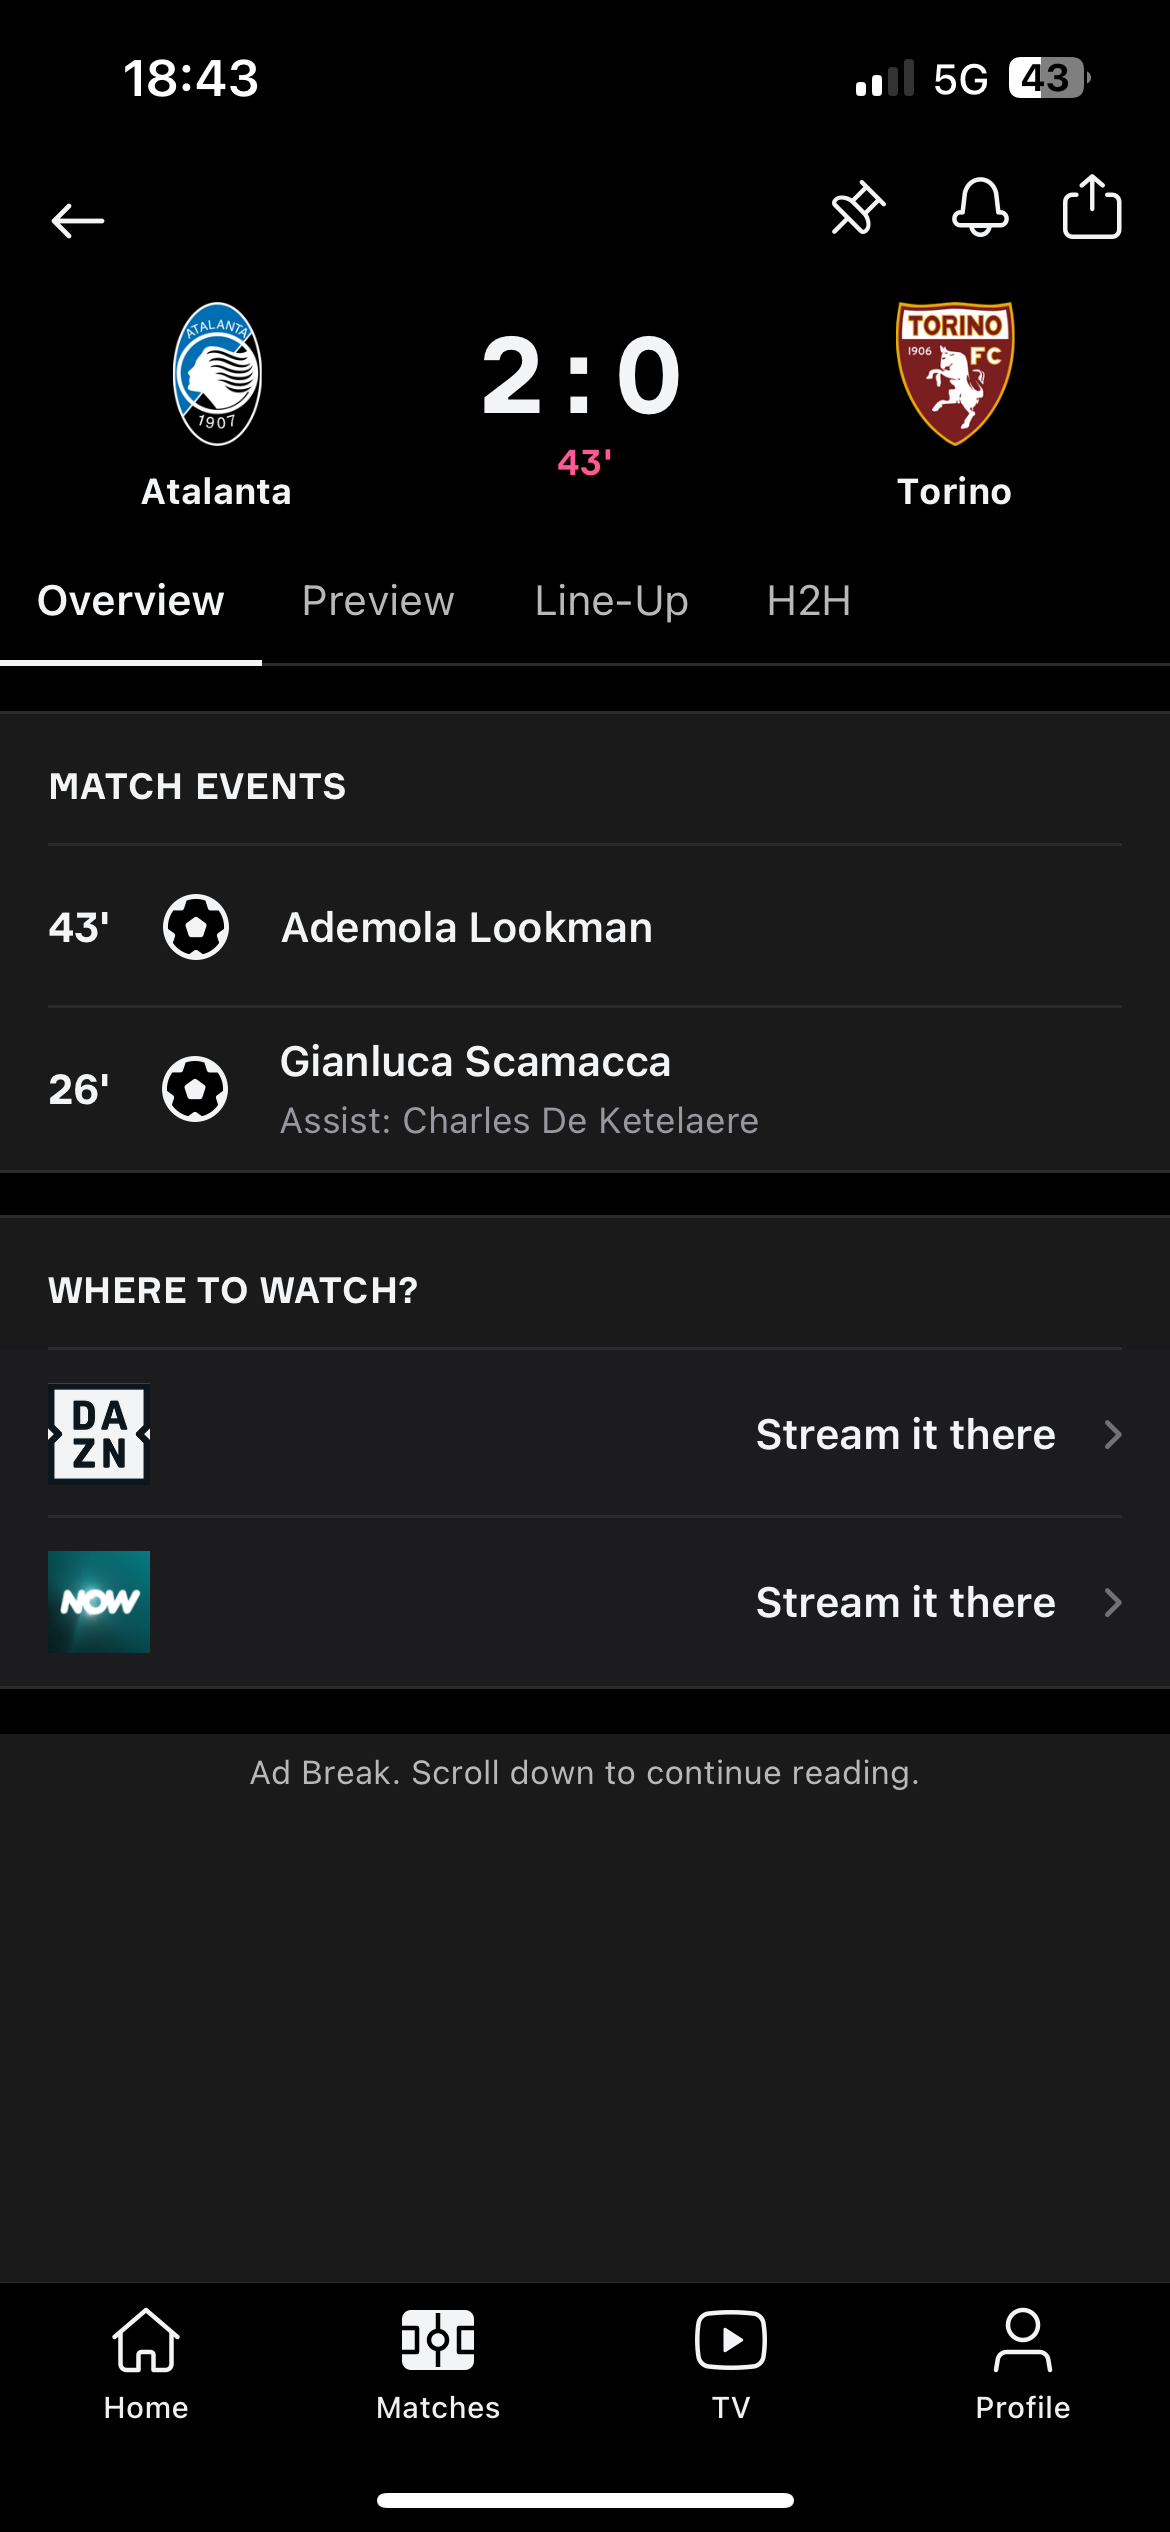 18:43
5G 43
ATALANTA
1907
2:0
43'
TORINO
1906 FC
Atalanta
Torino
Overview Preview Line-Up H2H
MATCH EVENTS
43' Ademola Lookman
26' Gianluca Scamacca
Assist: Charles De Ketelaere
WHERE TO WATCH?
DA
ZN
Stream it there
NOW
Stream it there
Ad Break. Scroll down to continue reading.
Home Matches TV Profile